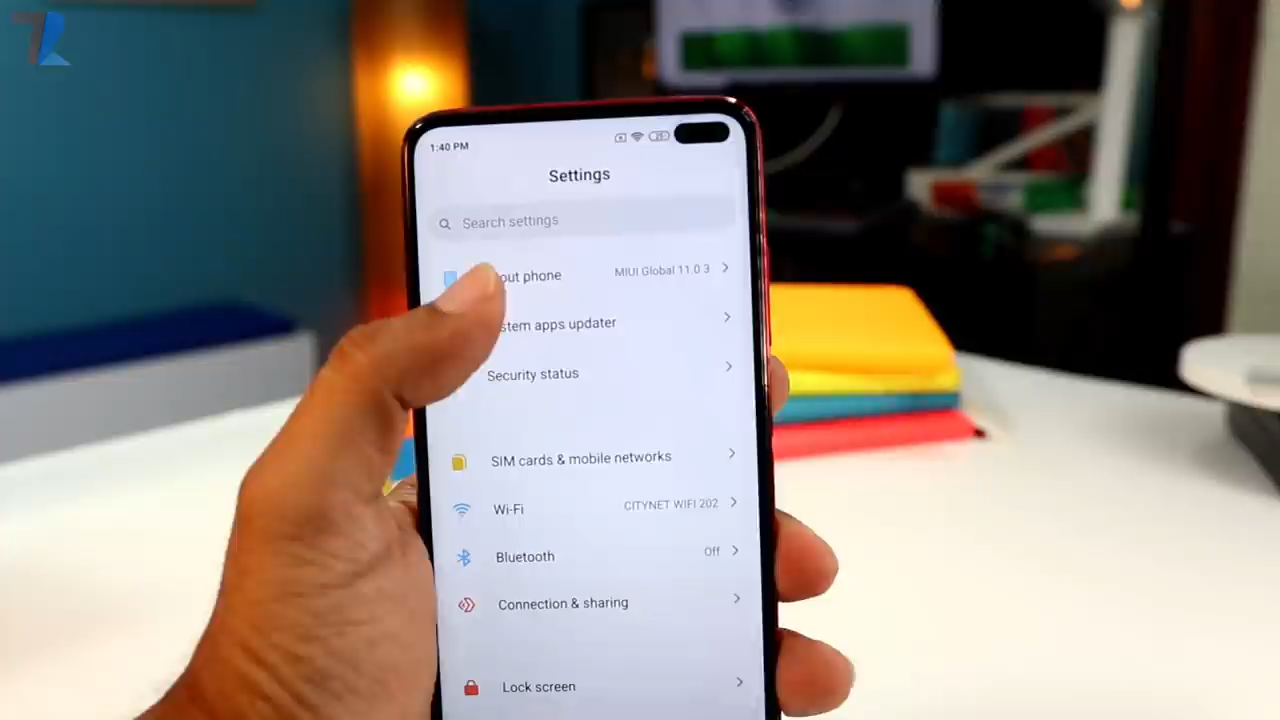 1:40 PM
Settings
Search settings
out phone MIUI Global 11.0 3
stem apps updater
Security status
SIM cards & mobile networks
Wi-Fi CITYNET WIFI 202
Bluetooth Off
Connection & sharing
Lock screen